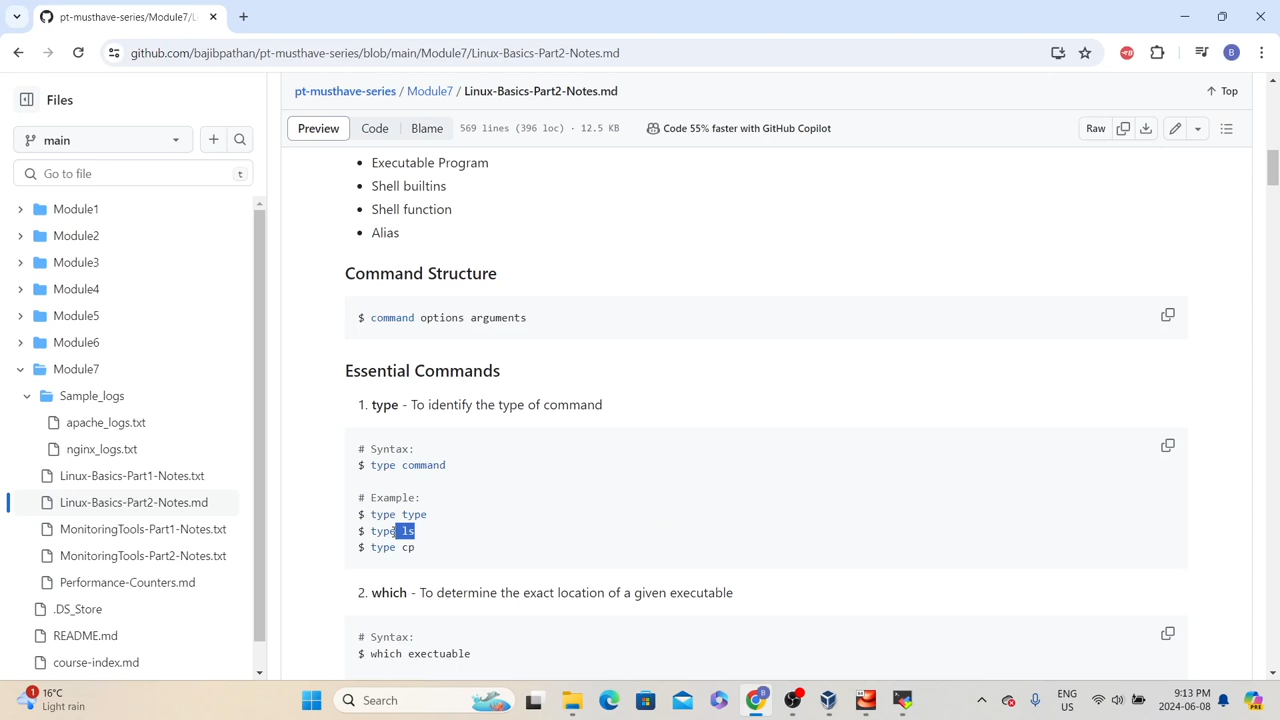 pt-musthave-series/Module7/Li
github.com/bajibpathan/pt-musthave-series/blob/main/Module7/Linux-Basics-Part2-Notes.md
B
Files
main
Go to file
t
Module1
Module2
Module3
Module4
Module5
Module6
Module7
Sample_logs
apache_logs.txt
nginx_logs.txt
Linux-Basics-Part1-Notes.txt
Linux-Basics-Part2-Notes.md
MonitoringTools-Part1-Notes.txt
MonitoringTools-Part2-Notes.txt
Performance-Counters.md
.DS_Store
README.md
course-index.md
pt-musthave-series / Module7 / Linux-Basics-Part2-Notes.md
Top
Preview Code Blame 569 lines (396 loc) · 12.5 KB Code 55% faster with GitHub Copilot
Raw
• Executable Program
• Shell builtins
• Shell function
• Alias
Command Structure
$ command options arguments
Essential Commands
1. type - To identify the type of command
# Syntax:
$ type command
# Example:
$ type type
$ type ls
$ type cp
2. which - To determine the exact location of a given executable
# Syntax:
$ which exectuable
1
16°C
Light rain
Search
B
ENG
US
9:13 PM
2024-06-08
PRE